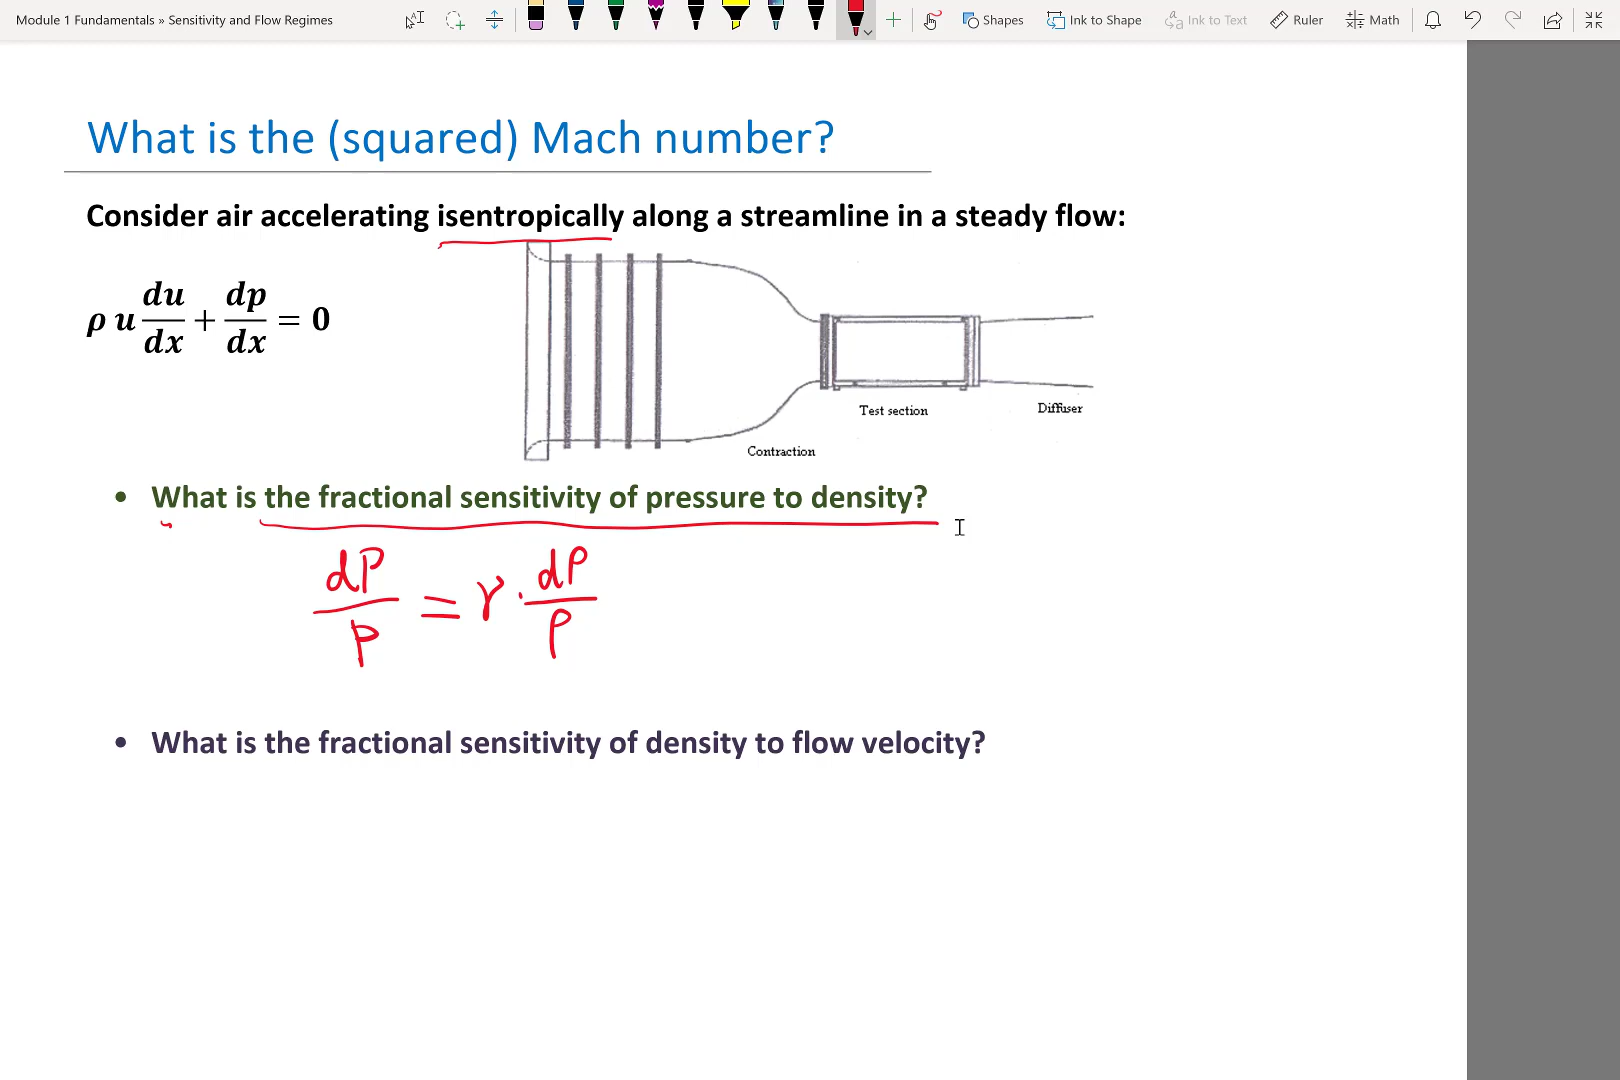 Module 1 Fundamentals » Sensitivity and Flow Regimes
Shapes
Ink to Shape
Ink to Text
Ruler
Math
What is the (squared) Mach number?
Consider air accelerating isentropically along a streamline in a steady flow:
ρ u du/dx + dp/dx = 0
Test section
Diffuser
Contraction
• What is the fractional sensitivity of pressure to density?
dP/P = γ · dρ/ρ
• What is the fractional sensitivity of density to flow velocity?